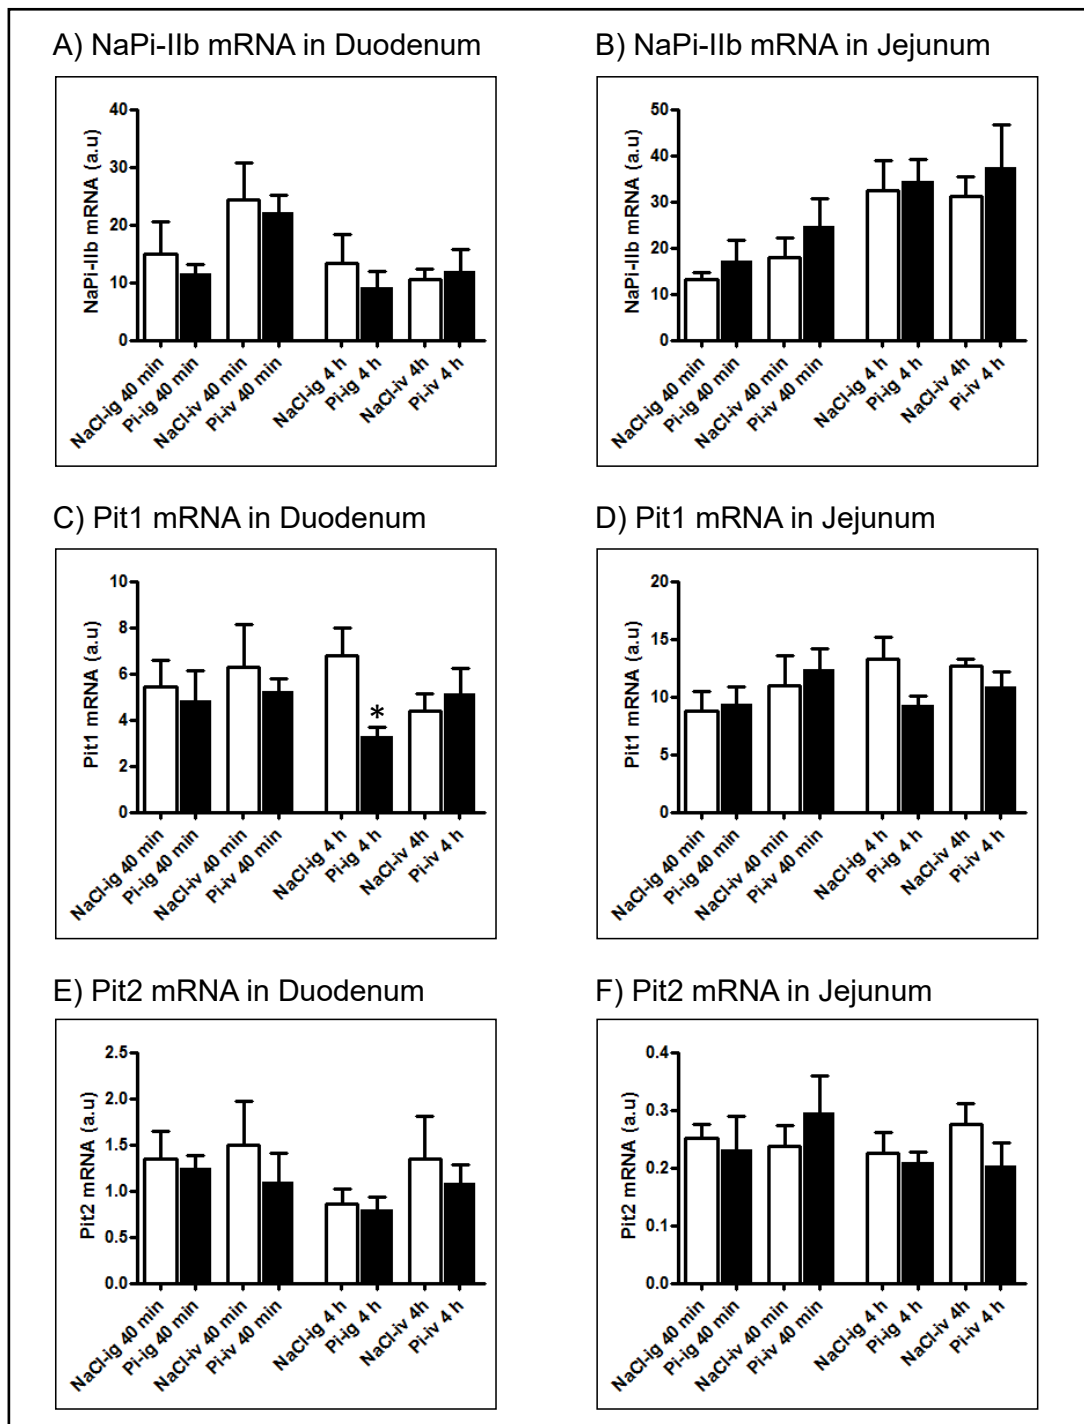 A) NaPi-IIb mRNA in Duodenum
NaPi-IIb mRNA (a.u)
40
30
20
10
0
NaCl-ig 40 min
Pi-ig 40 min
NaCl-iv 40 min
Pi-iv 40 min
NaCl-ig 4 h
Pi-ig 4 h
NaCl-iv 4h
Pi-iv 4 h
B) NaPi-IIb mRNA in Jejunum
NaPi-IIb mRNA (a.u)
50
40
30
20
10
0
NaCl-ig 40 min
Pi-ig 40 min
NaCl-iv 40 min
Pi-iv 40 min
NaCl-ig 4 h
Pi-ig 4 h
NaCl-iv 4h
Pi-iv 4 h
C) Pit1 mRNA in Duodenum
Pit1 mRNA (a.u)
10
8
6
4
2
0
*
NaCl-ig 40 min
Pi-ig 40 min
NaCl-iv 40 min
Pi-iv 40 min
NaCl-ig 4 h
Pi-ig 4 h
NaCl-iv 4h
Pi-iv 4 h
D) Pit1 mRNA in Jejunum
Pit1 mRNA (a.u)
20
15
10
5
0
NaCl-ig 40 min
Pi-ig 40 min
NaCl-iv 40 min
Pi-iv 40 min
NaCl-ig 4 h
Pi-ig 4 h
NaCl-iv 4h
Pi-iv 4 h
E) Pit2 mRNA in Duodenum
Pit2 mRNA (a.u)
2.5
2.0
1.5
1.0
0.5
0.0
NaCl-ig 40 min
Pi-ig 40 min
NaCl-iv 40 min
Pi-iv 40 min
NaCl-ig 4 h
Pi-ig 4 h
NaCl-iv 4h
Pi-iv 4 h
F) Pit2 mRNA in Jejunum
Pit2 mRNA (a.u)
0.4
0.3
0.2
0.1
0.0
NaCl-ig 40 min
Pi-ig 40 min
NaCl-iv 40 min
Pi-iv 40 min
NaCl-ig 4 h
Pi-ig 4 h
NaCl-iv 4h
Pi-iv 4 h